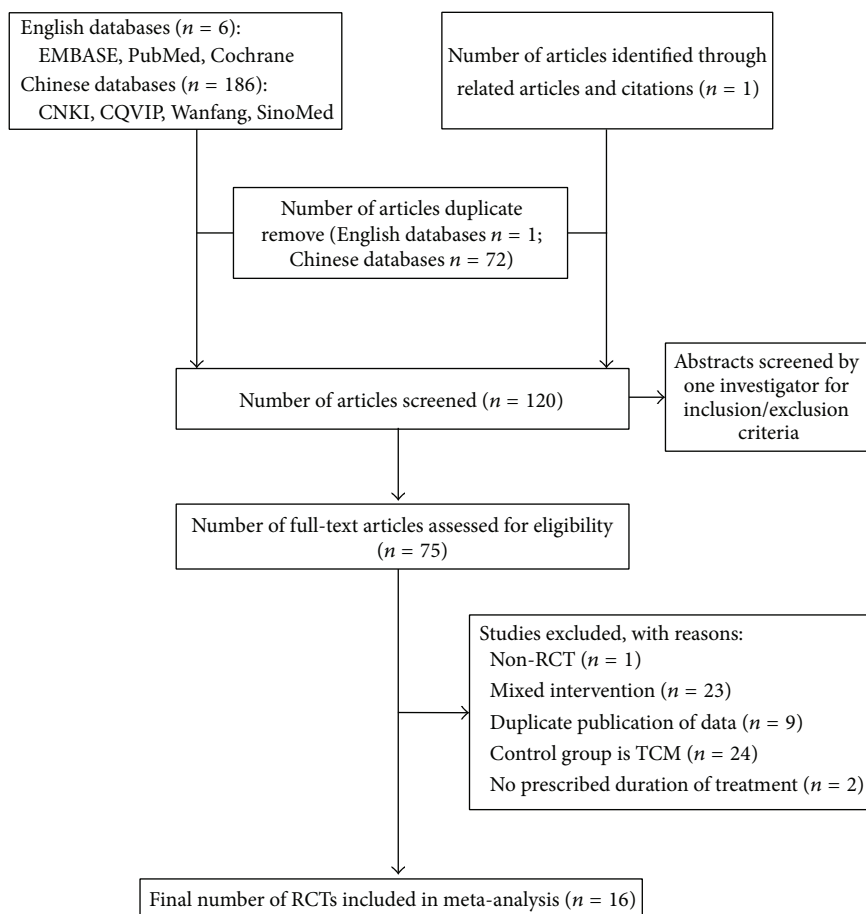 English databases (n = 6):
EMBASE, PubMed, Cochrane
Chinese databases (n = 186):
CNKI, CQVIP, Wanfang, SinoMed
Number of articles identified through
related articles and citations (n = 1)
Number of articles duplicate
remove (English databases n = 1;
Chinese databases n = 72)
Number of articles screened (n = 120)
Abstracts screened by
one investigator for
inclusion/exclusion
criteria
Number of full-text articles assessed for eligibility
(n = 75)
Studies excluded, with reasons:
Non-RCT (n = 1)
Mixed intervention (n = 23)
Duplicate publication of data (n = 9)
Control group is TCM (n = 24)
No prescribed duration of treatment (n = 2)
Final number of RCTs included in meta-analysis (n = 16)